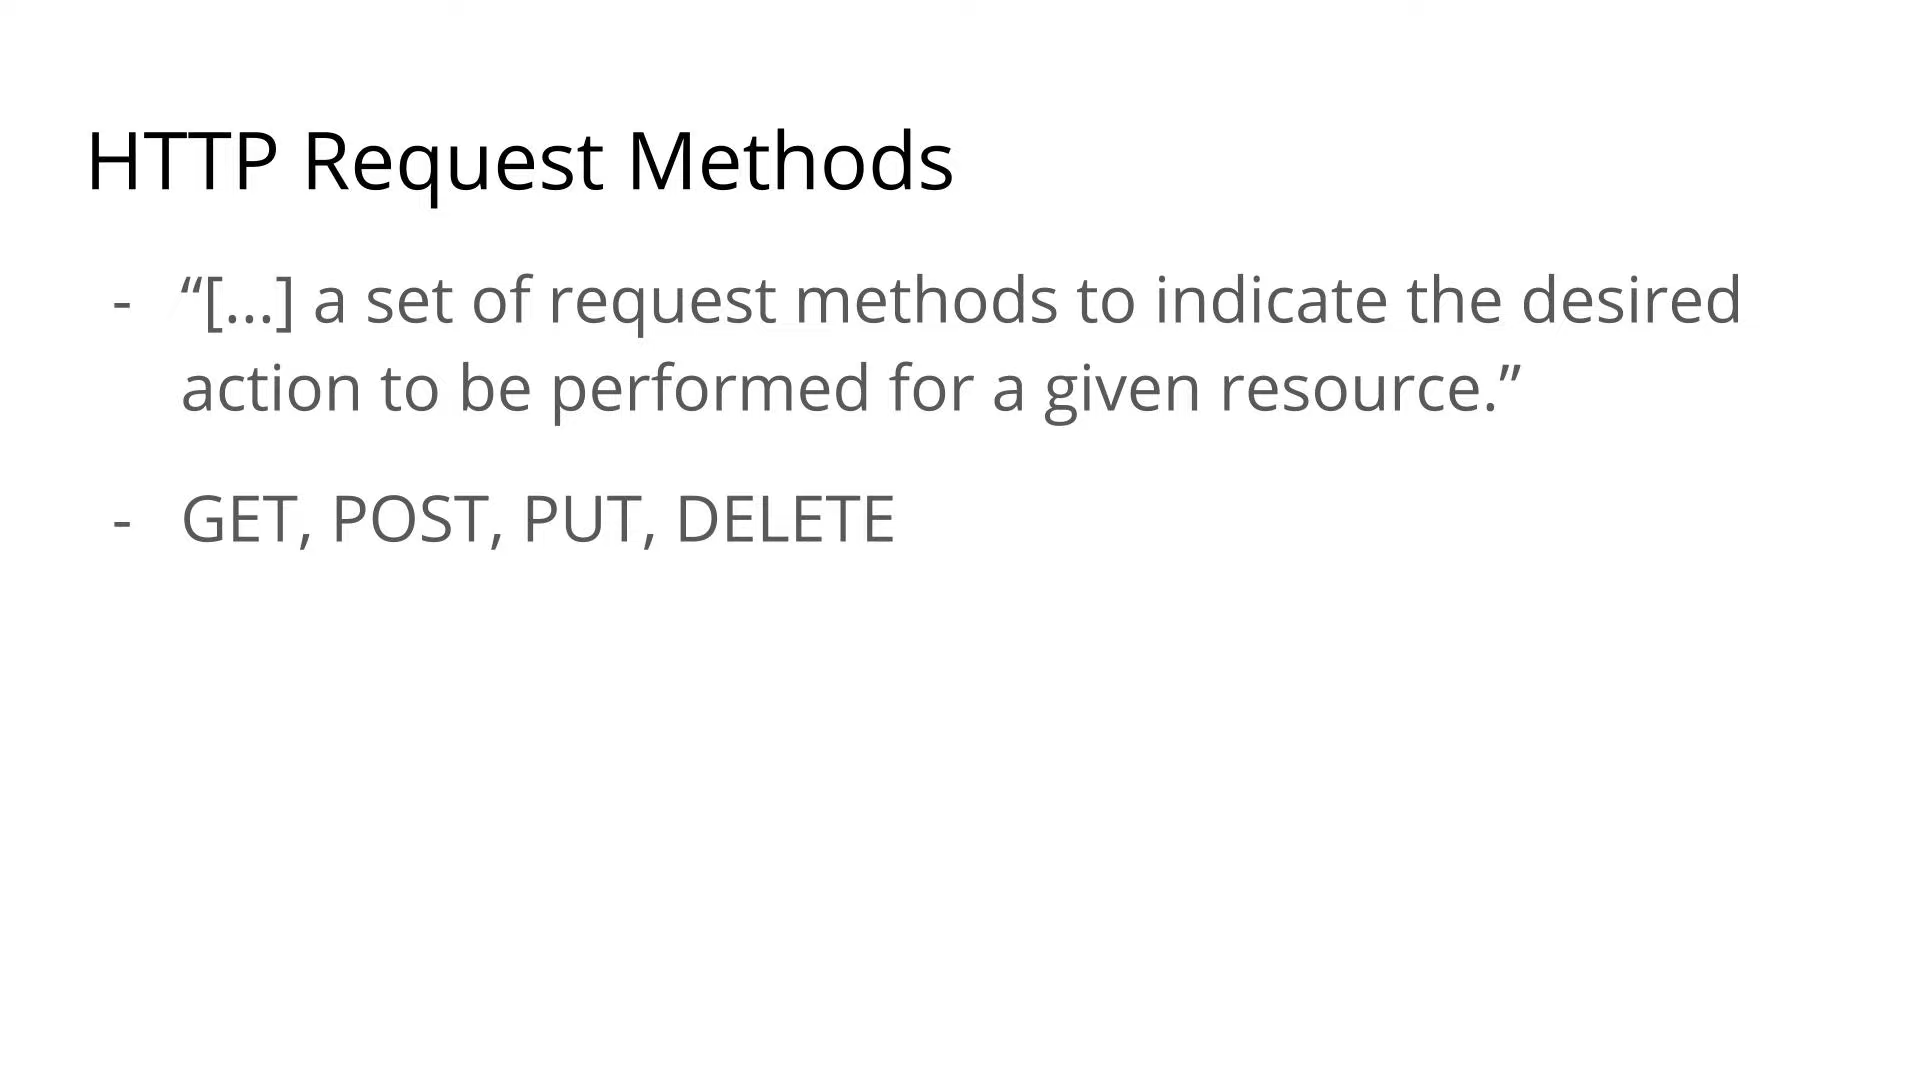 HTTP Request Methods
- “[...] a set of request methods to indicate the desired
action to be performed for a given resource.”
- GET, POST, PUT, DELETE